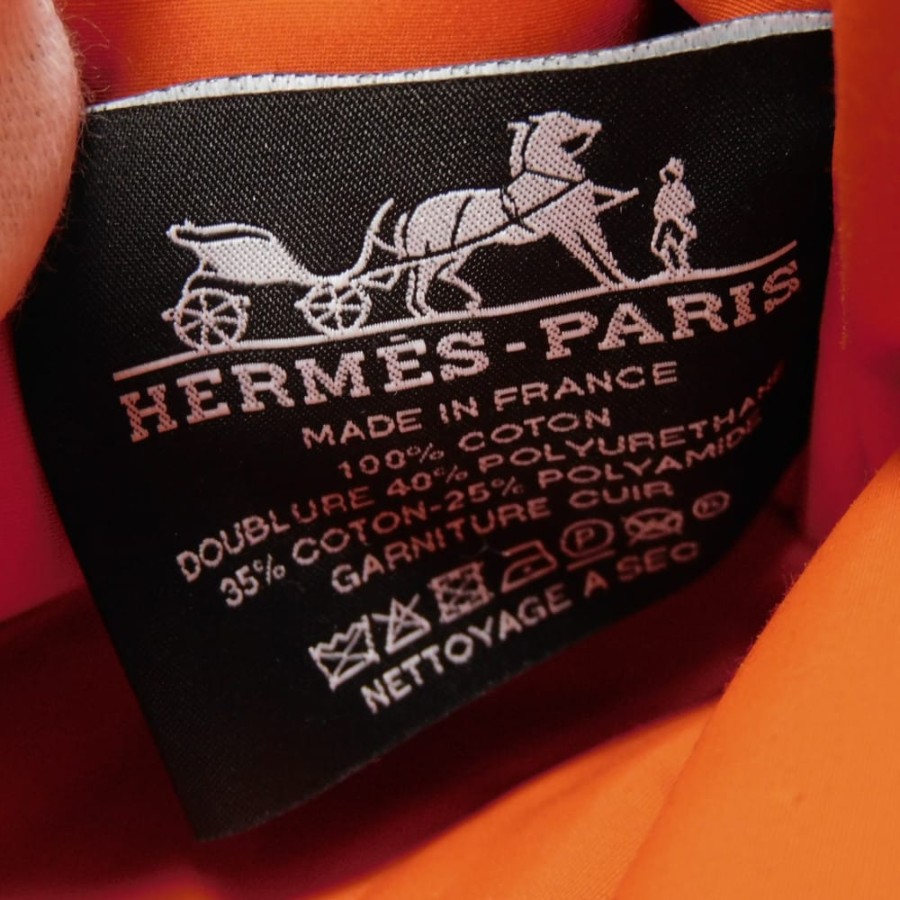 HERMÈS-PARIS
MADE IN FRANCE
100% COTON
DOUBLURE 40% POLYURETHANE
35% COTON-25% POLYAMIDE
GARNITURE CUIR
P
NETTOYAGE A SEC